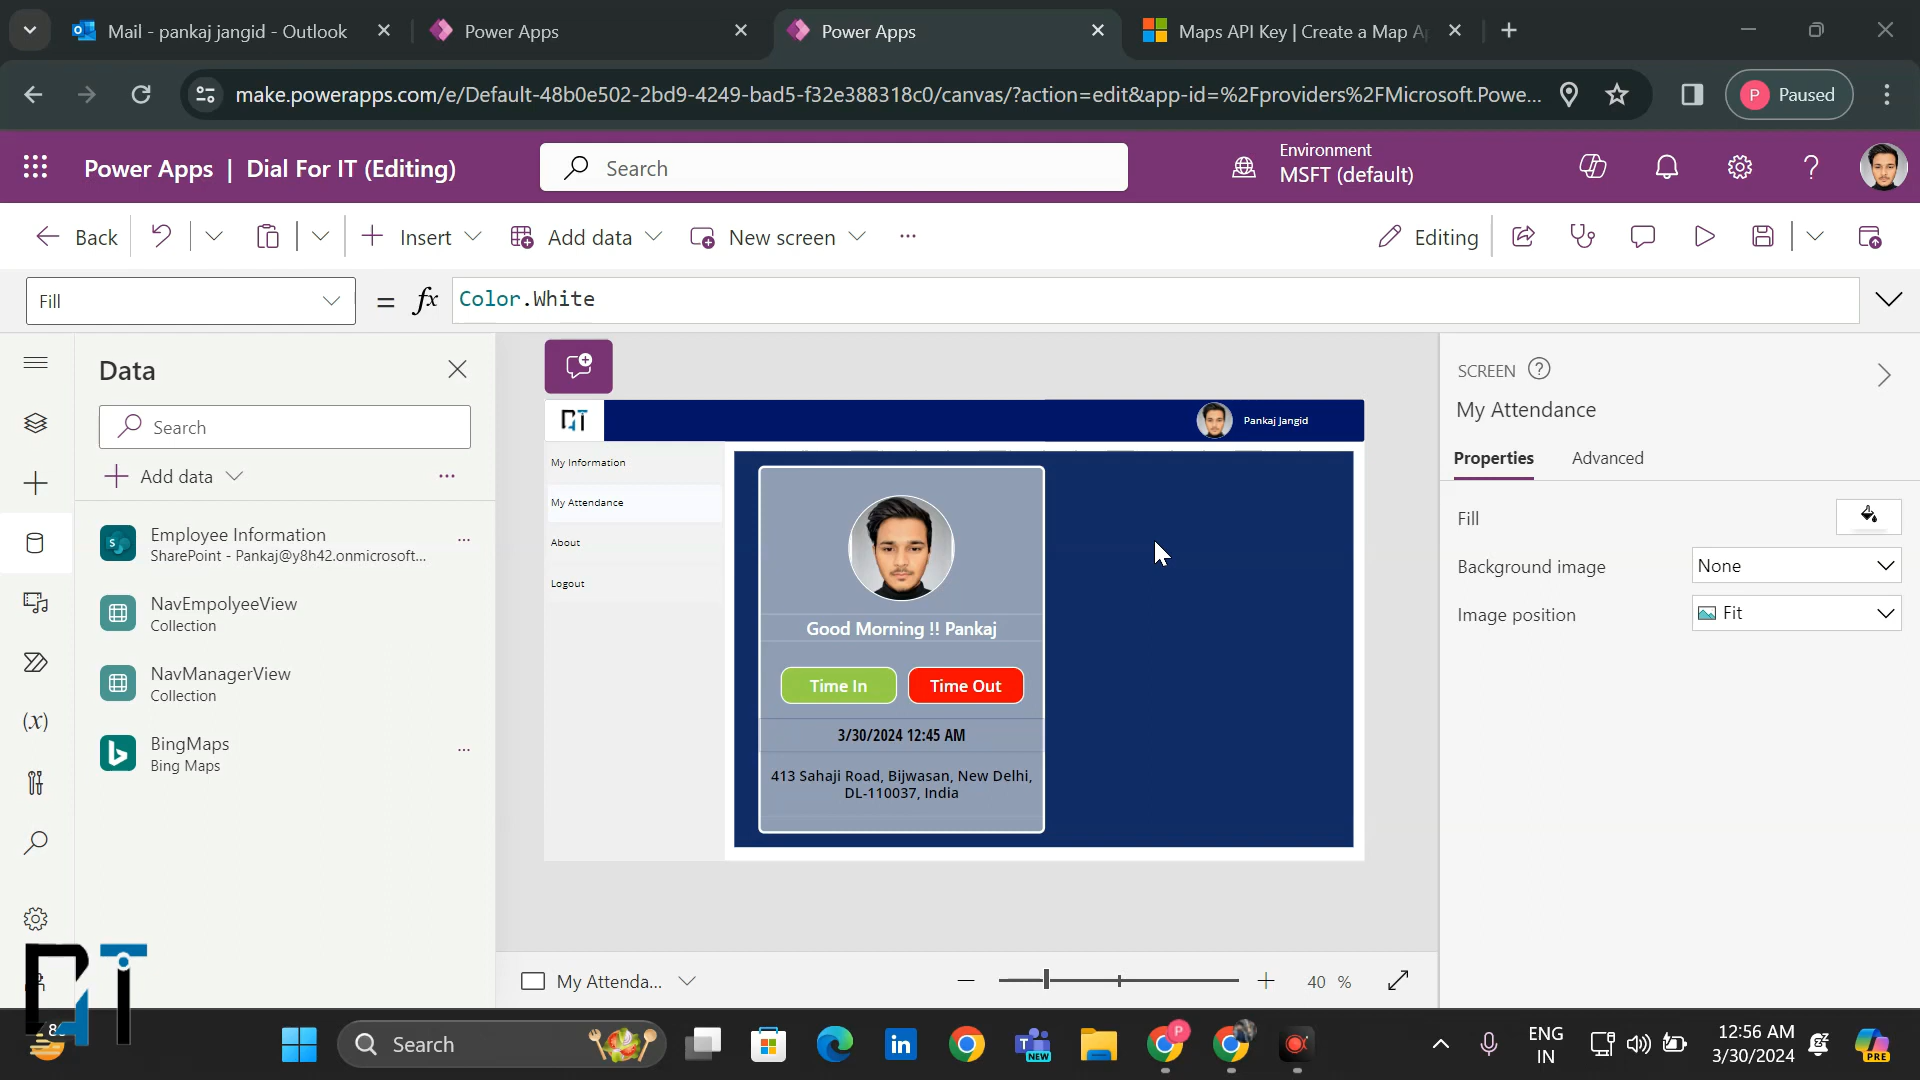 Mail - pankaj jangid - Outlook
Power Apps
Power Apps
Maps API Key | Create a Map A
make.powerapps.com/e/Default-48b0e502-2bd9-4249-bad5-f32e388318c0/canvas/?action=edit&app-id=%2Fproviders%2FMicrosoft.Powe...
P Paused
Power Apps | Dial For IT (Editing)
Search
Environment
MSFT (default)
Back
Insert
Add data
New screen
...
Editing
Fill
= fx Color.White
Data
Search
Add data
...
Employee Information
SharePoint - Pankaj@y8h42.onmicrosoft...
...
NavEmpolyeeView
Collection
NavManagerView
Collection
BingMaps
Bing Maps
...
Pankaj Jangid
My Information
My Attendance
About
Logout
Good Morning !! Pankaj
Time In
Time Out
3/30/2024 12:45 AM
413 Sahaji Road, Bijwasan, New Delhi,
DL-110037, India
SCREEN
My Attendance
Properties
Advanced
Fill
Background image
None
Image position
Fit
My Attenda...
40 %
Search
NEW
ENG
IN
12:56 AM
3/30/2024
PRE